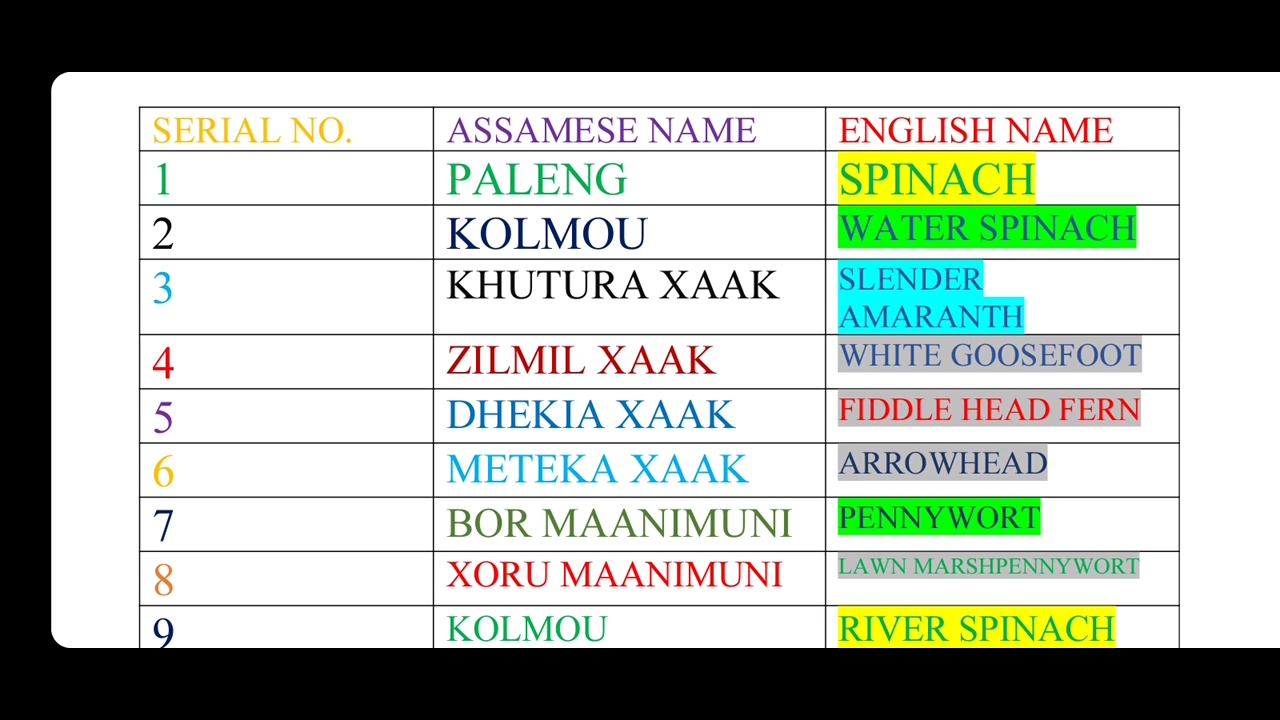 SERIAL NO. ASSAMESE NAME ENGLISH NAME
1 PALENG SPINACH
2 KOLMOU WATER SPINACH
3 KHUTURA XAAK SLENDER
AMARANTH
4 ZILMIL XAAK WHITE GOOSEFOOT
5 DHEKIA XAAK FIDDLE HEAD FERN
6 METEKA XAAK ARROWHEAD
7 BOR MAANIMUNI PENNYWORT
8 XORU MAANIMUNI LAWN MARSHPENNYWORT
9 KOLMOU RIVER SPINACH